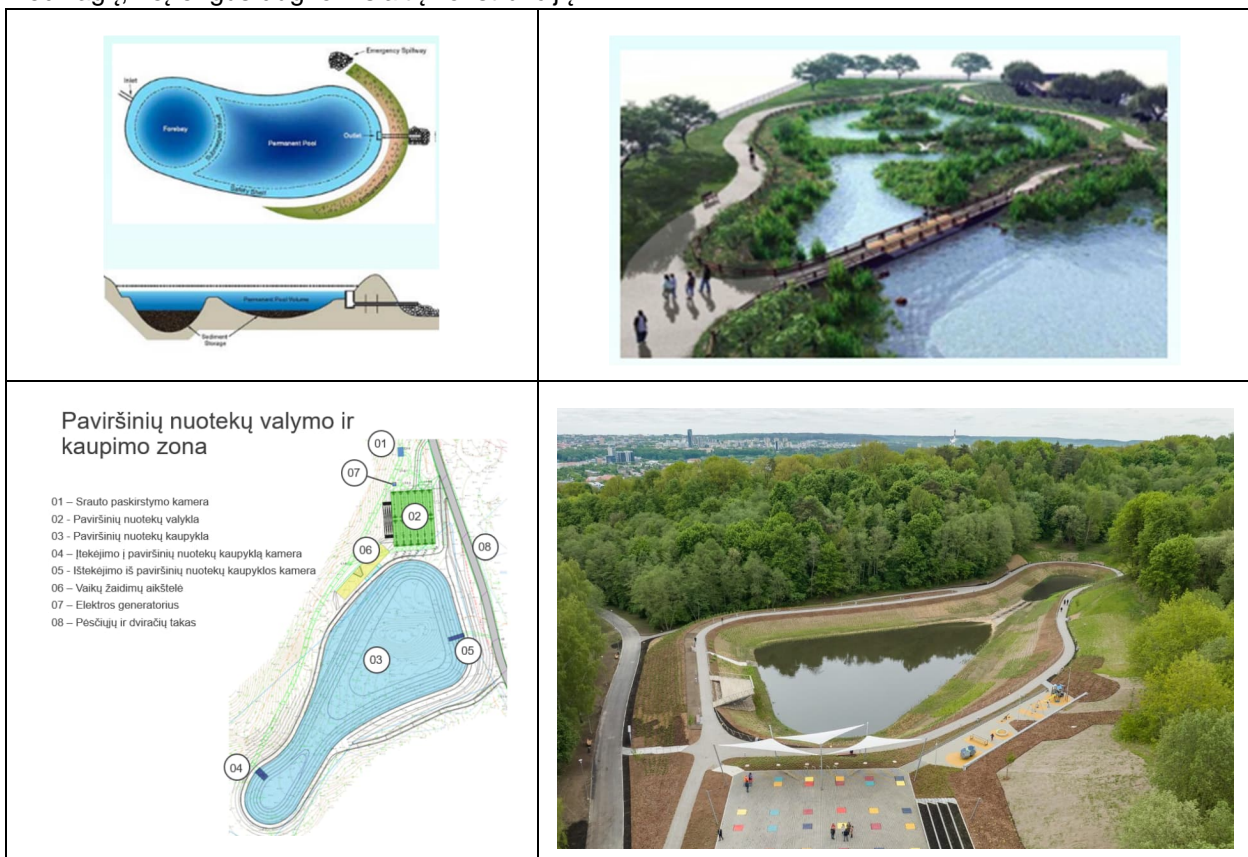 Emergency Spillway
Inlet
Forebay
Submerged Shelf
Permanent Pool
Outlet
Safety Shelf
Permanent Pool Volume
Sediment
Storage
Paviršinių nuotekų valymo ir
kaupimo zona
01 – Srauto paskirstymo kamera
02 - Paviršinių nuotekų valykla
03 - Paviršinių nuotekų kaupykla
04 – Įtekėjimo į paviršinių nuotekų kaupyklą kamera
05 - Ištekėjimo iš paviršinių nuotekų kaupyklos kamera
06 – Vaikų žaidimų aikštelė
07 – Elektros generatorius
08 – Pėsčiųjų ir dviračių takas
01
07
02
06
08
03
05
04